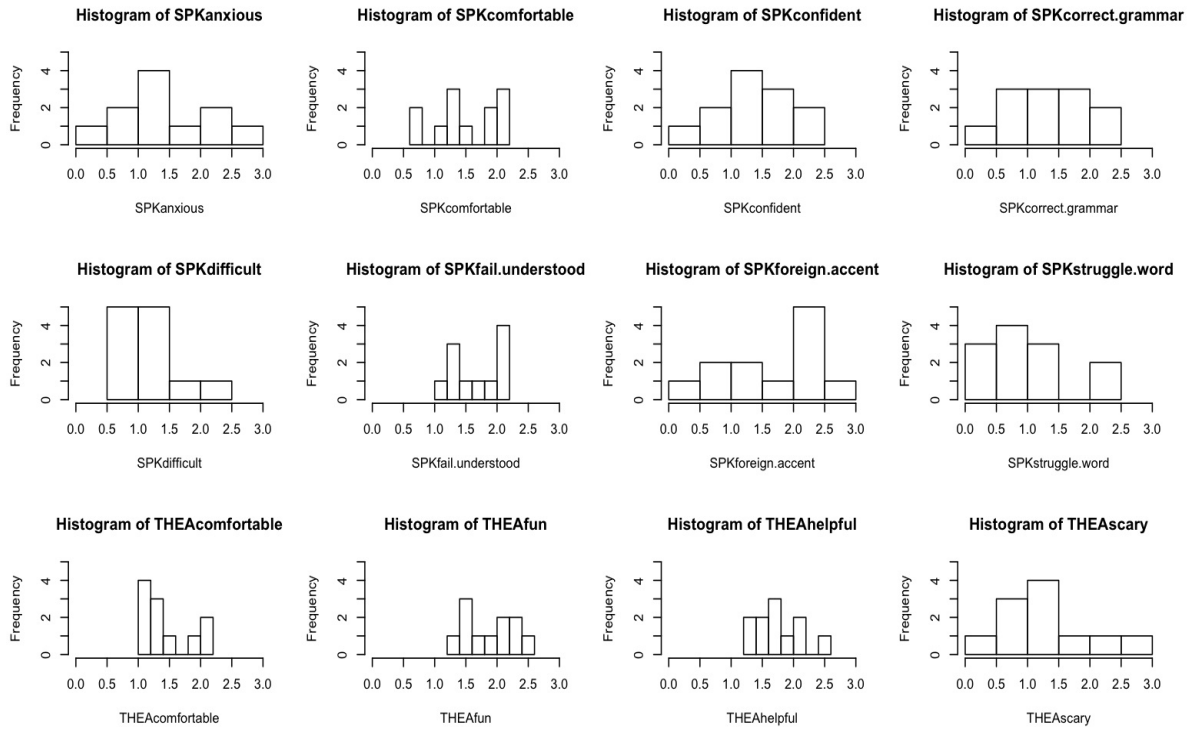 Histogram of SPKanxious
Frequency
0 2 4
0.0 0.5 1.0 1.5 2.0 2.5 3.0
SPKanxious
Histogram of SPKcomfortable
Frequency
0 2 4
0.0 0.5 1.0 1.5 2.0 2.5 3.0
SPKcomfortable
Histogram of SPKconfident
Frequency
0 2 4
0.0 0.5 1.0 1.5 2.0 2.5 3.0
SPKconfident
Histogram of SPKcorrect.grammar
Frequency
0 2 4
0.0 0.5 1.0 1.5 2.0 2.5 3.0
SPKcorrect.grammar
Histogram of SPKdifficult
Frequency
0 2 4
0.0 0.5 1.0 1.5 2.0 2.5 3.0
SPKdifficult
Histogram of SPKfail.understood
Frequency
0 2 4
0.0 0.5 1.0 1.5 2.0 2.5 3.0
SPKfail.understood
Histogram of SPKforeign.accent
Frequency
0 2 4
0.0 0.5 1.0 1.5 2.0 2.5 3.0
SPKforeign.accent
Histogram of SPKstruggle.word
Frequency
0 2 4
0.0 0.5 1.0 1.5 2.0 2.5 3.0
SPKstruggle.word
Histogram of THEAcomfortable
Frequency
0 2 4
0.0 0.5 1.0 1.5 2.0 2.5 3.0
THEAcomfortable
Histogram of THEAfun
Frequency
0 2 4
0.0 0.5 1.0 1.5 2.0 2.5 3.0
THEAfun
Histogram of THEAhelpful
Frequency
0 2 4
0.0 0.5 1.0 1.5 2.0 2.5 3.0
THEAhelpful
Histogram of THEAscary
Frequency
0 2 4
0.0 0.5 1.0 1.5 2.0 2.5 3.0
THEAscary